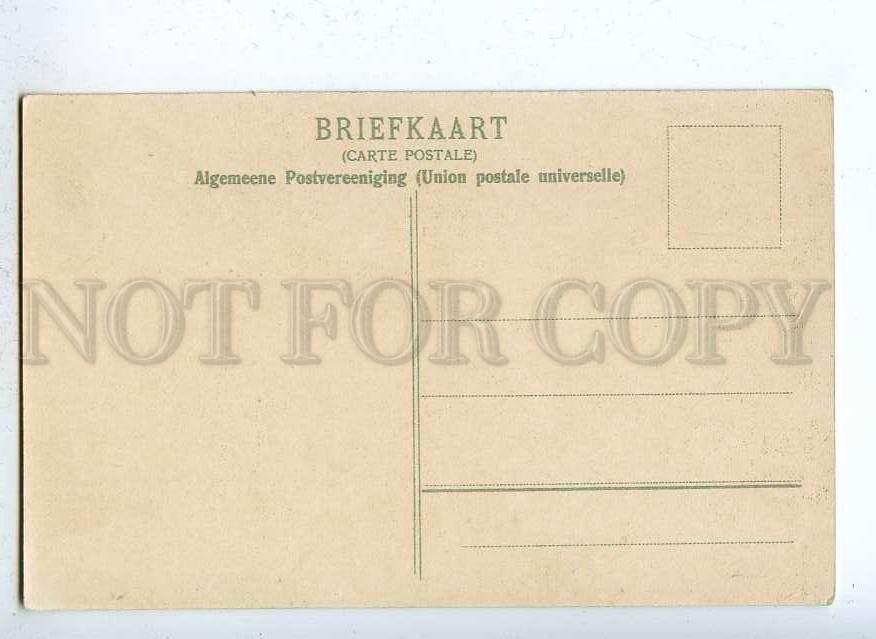 BRIEFKAART
(CARTE POSTALE)
Algemeene Postvereeniging (Union postale universelle)
NOT FOR COPY